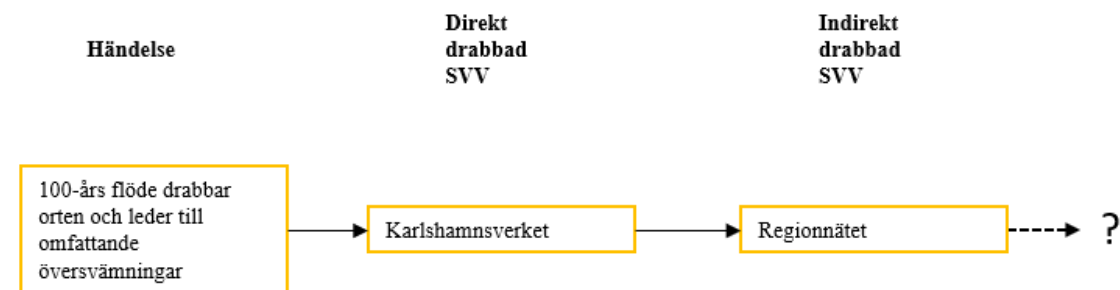 Händelse
Direkt
drabbad
SVV
Indirekt
drabbad
SVV
100-års flöde drabbar
orten och leder till
omfattande
översvämningar
Karlshamnsverket
Regionnätet
?